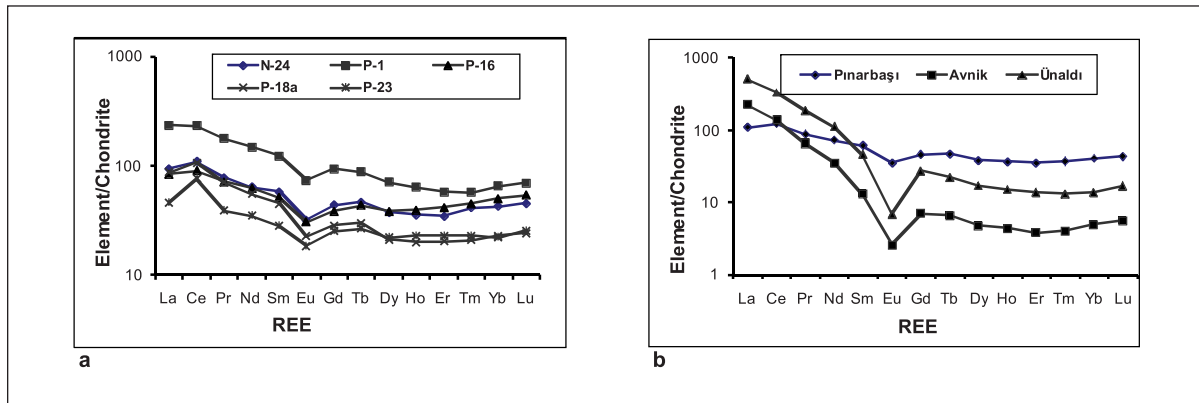 1000
N-24 P-1 P-16
P-18a P-23
100
10
Element/Chondrite
La Ce Pr Nd Sm Eu Gd Tb Dy Ho Er Tm Yb Lu
REE
a
1000
Pınarbaşı Avnik Ünaldı
100
10
1
Element/Chondrite
La Ce Pr Nd Sm Eu Gd Tb Dy Ho Er Tm Yb Lu
REE
b